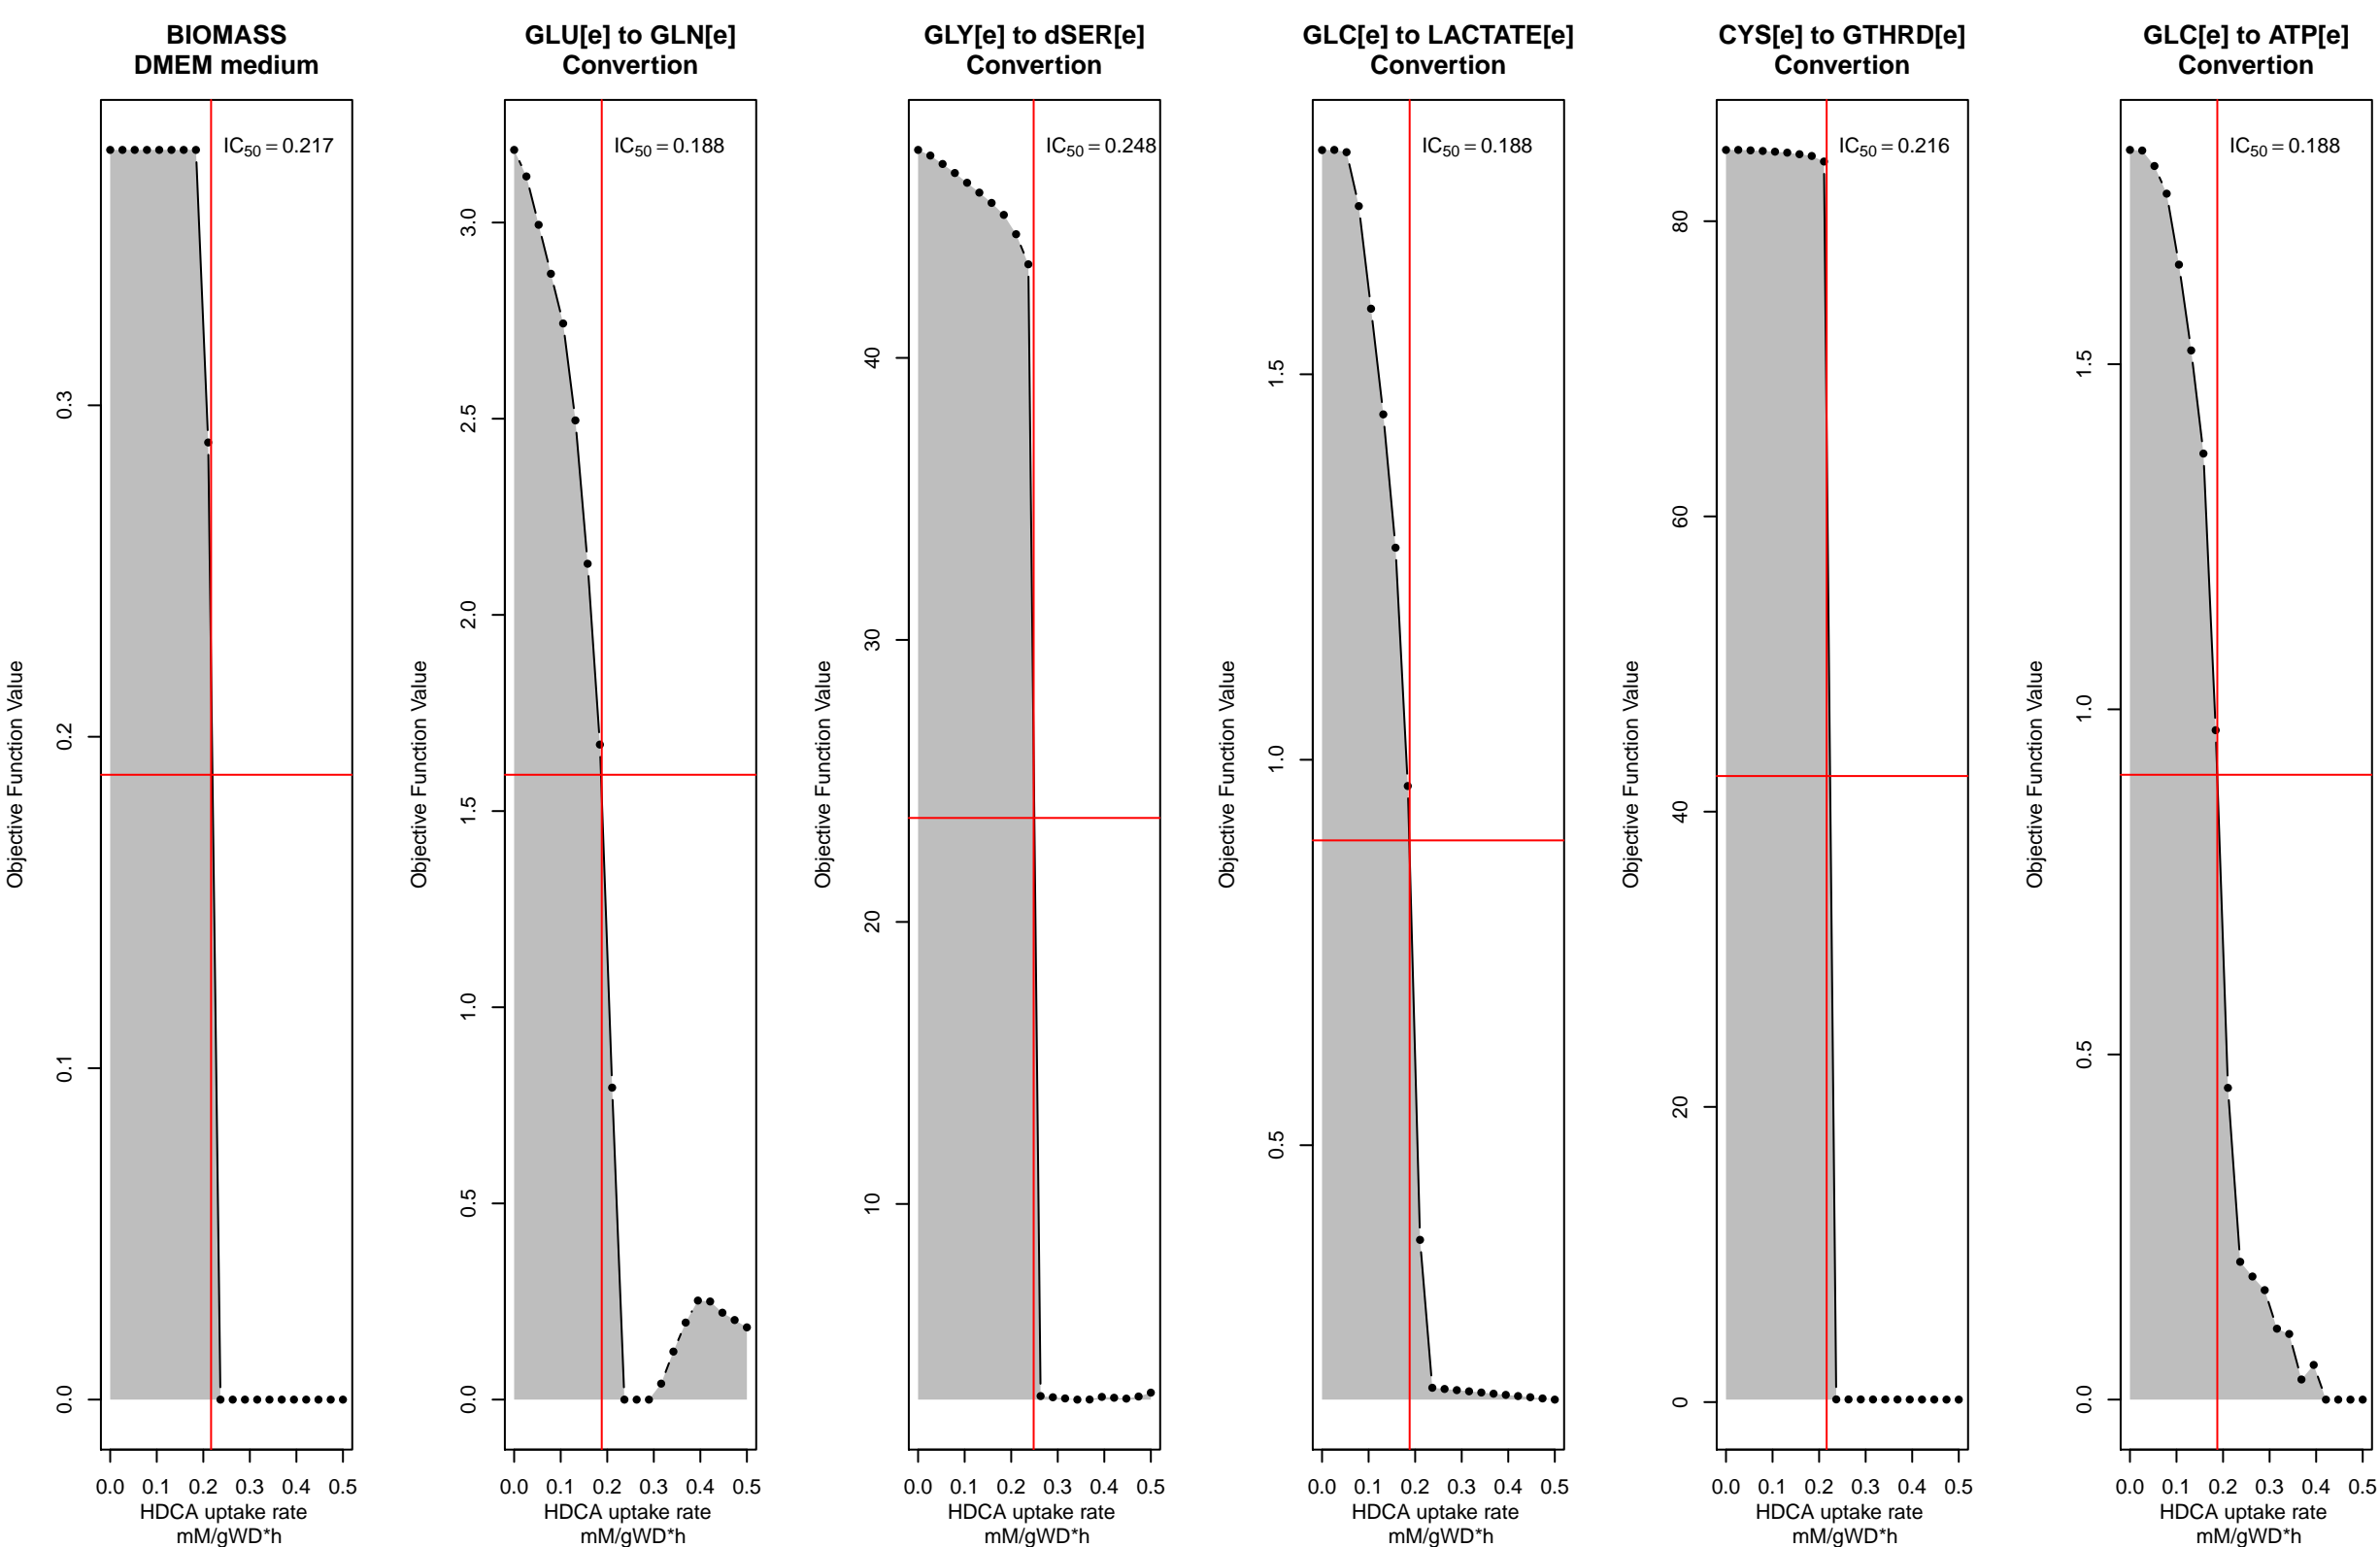 BIOMASS
DMEM medium
IC50 = 0.217
0.3
0.2
0.1
0.0
Objective Function Value
0.0 0.1 0.2 0.3 0.4 0.5
HDCA uptake rate
mM/gWD*h
GLU[e] to GLN[e]
Convertion
IC50 = 0.188
3.0
2.5
2.0
1.5
1.0
0.5
0.0
Objective Function Value
0.0 0.1 0.2 0.3 0.4 0.5
HDCA uptake rate
mM/gWD*h
GLY[e] to dSER[e]
Convertion
IC50 = 0.248
40
30
20
10
Objective Function Value
0.0 0.1 0.2 0.3 0.4 0.5
HDCA uptake rate
mM/gWD*h
GLC[e] to LACTATE[e]
Convertion
IC50 = 0.188
1.5
1.0
0.5
Objective Function Value
0.0 0.1 0.2 0.3 0.4 0.5
HDCA uptake rate
mM/gWD*h
CYS[e] to GTHRD[e]
Convertion
IC50 = 0.216
80
60
40
20
0
Objective Function Value
0.0 0.1 0.2 0.3 0.4 0.5
HDCA uptake rate
mM/gWD*h
GLC[e] to ATP[e]
Convertion
IC50 = 0.188
1.5
1.0
0.5
0.0
Objective Function Value
0.0 0.1 0.2 0.3 0.4 0.5
HDCA uptake rate
mM/gWD*h